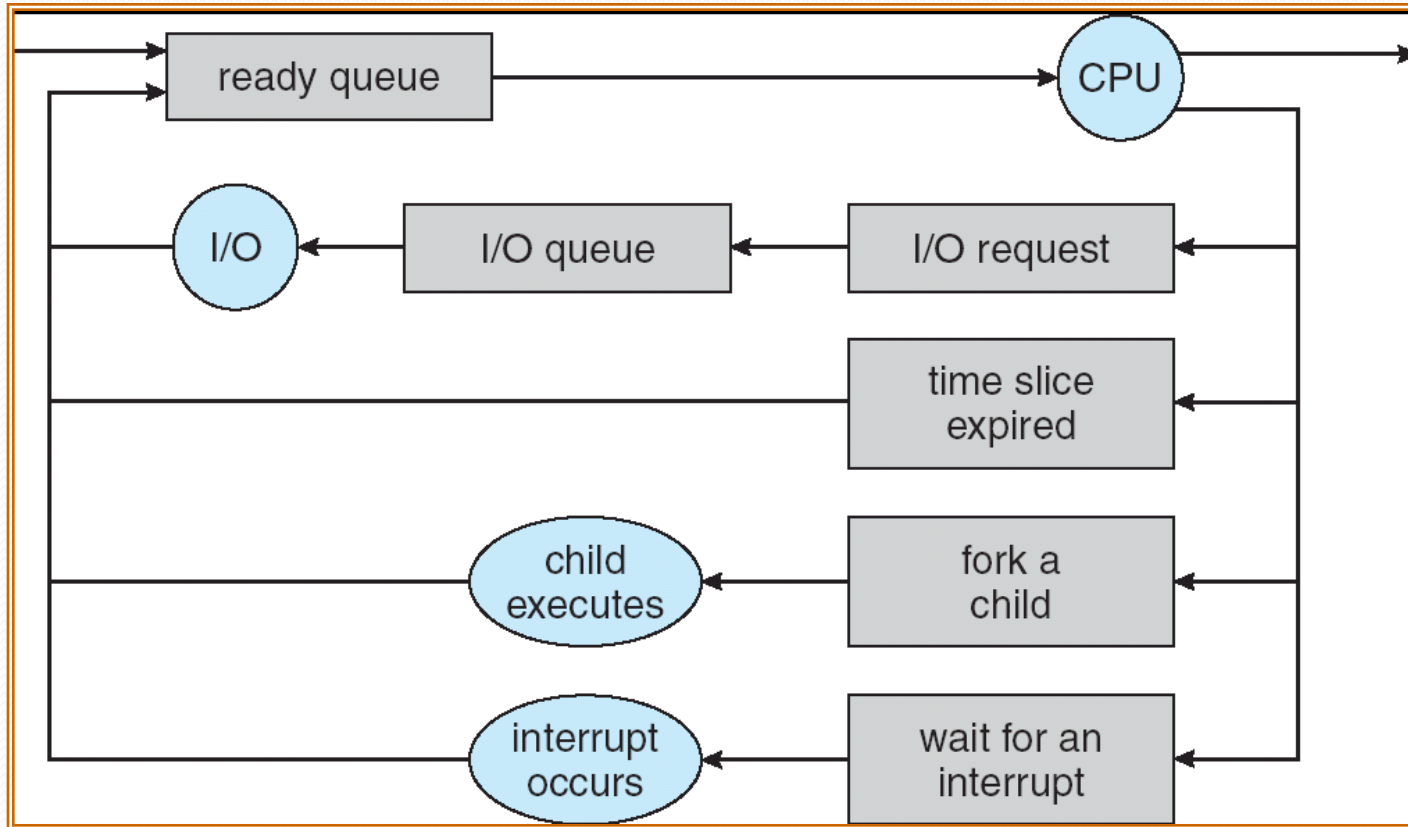 ready queue
CPU
I/O
I/O queue
I/O request
time slice
expired
child
executes
fork a
child
interrupt
occurs
wait for an
interrupt